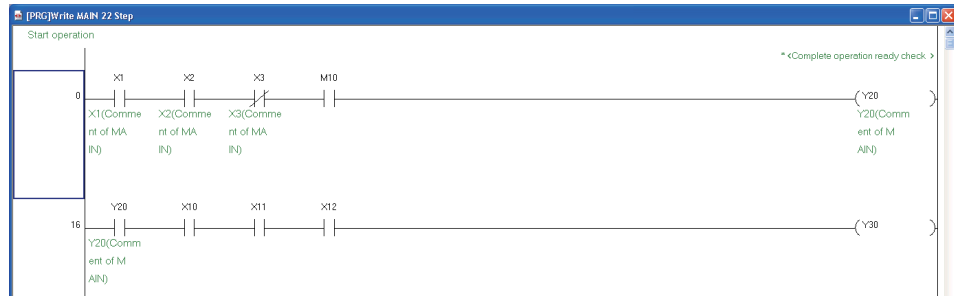 [PRG]Write MAIN 22 Step
Start operation
* <Complete operation ready check >
X1 X2 X3 M10
0 Y20
X1(Comme X2(Comme X3(Comme Y20(Comm
nt of MA nt of MA nt of MA ent of M
IN) IN) IN) AIN)
Y20 X10 X11 X12
16 Y30
Y20(Comm
ent of M
AIN)